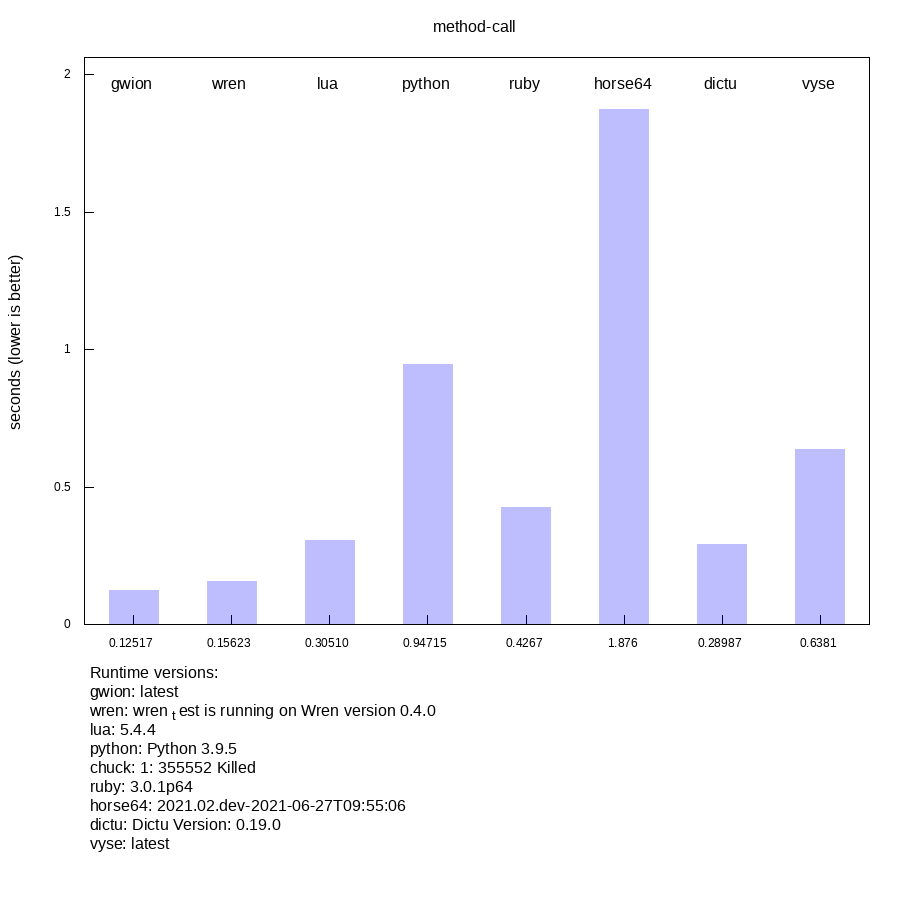 method-call
2
gwion wren lua python ruby horse64 dictu vyse
1.5
1
0.5
0
seconds (lower is better)
0.12517 0.15623 0.30510 0.94715 0.4267 1.876 0.28987 0.6381
Runtime versions:
gwion: latest
wren: wren t est is running on Wren version 0.4.0
lua: 5.4.4
python: Python 3.9.5
chuck: 1: 355552 Killed
ruby: 3.0.1p64
horse64: 2021.02.dev-2021-06-27T09:55:06
dictu: Dictu Version: 0.19.0
vyse: latest